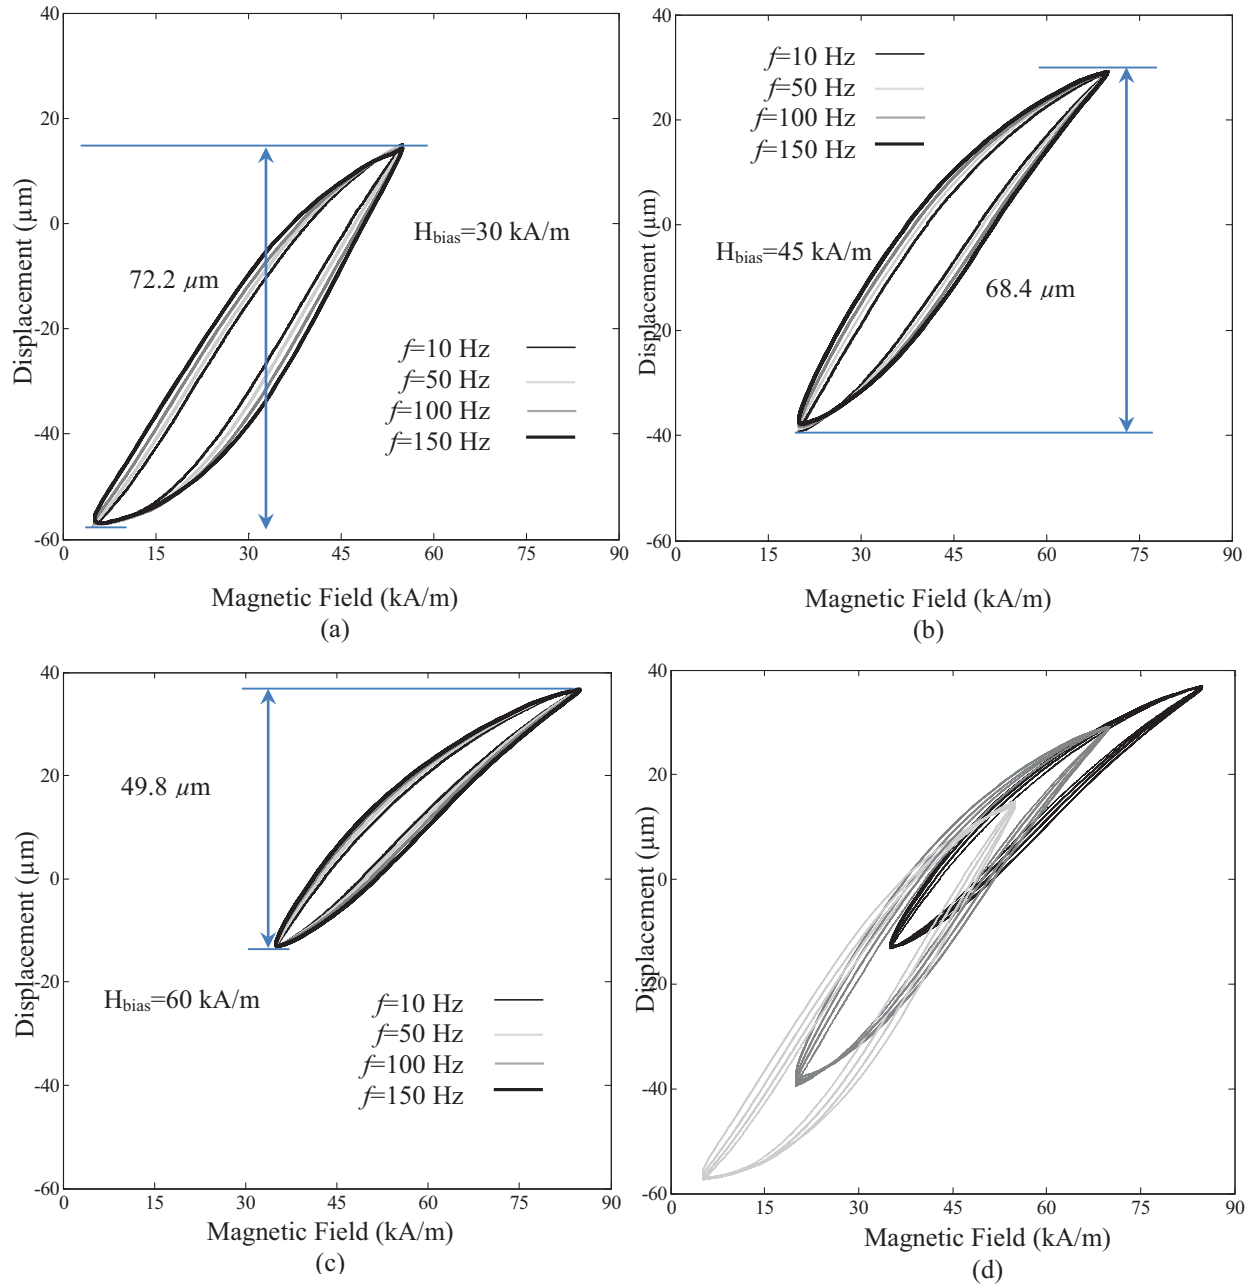 40
20
0
-20
-40
-60
0 15 30 45 60 75 90
Displacement (µm)
72.2 µm
H_bias=30 kA/m
f=10 Hz
f=50 Hz
f=100 Hz
f=150 Hz
Magnetic Field (kA/m)
(a)
40
20
0
-20
-40
-60
0 15 30 45 60 75 90
Displacement (µm)
f=10 Hz
f=50 Hz
f=100 Hz
f=150 Hz
H_bias=45 kA/m
68.4 µm
Magnetic Field (kA/m)
(b)
40
20
0
-20
-40
-60
0 15 30 45 60 75 90
Displacement (µm)
49.8 µm
H_bias=60 kA/m
f=10 Hz
f=50 Hz
f=100 Hz
f=150 Hz
Magnetic Field (kA/m)
(c)
40
20
0
-20
-40
-60
0 15 30 45 60 75 90
Displacement (µm)
Magnetic Field (kA/m)
(d)